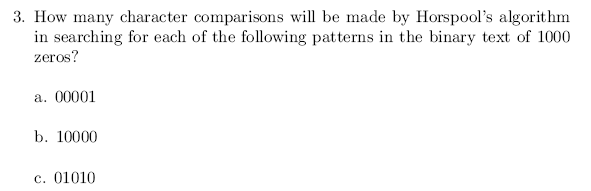 3. How many character comparisons will be made by Horspool's algorithm
in searching for each of the following patterns in the binary text of 1000
zeros?
a. 00001
b. 10000
c. 01010